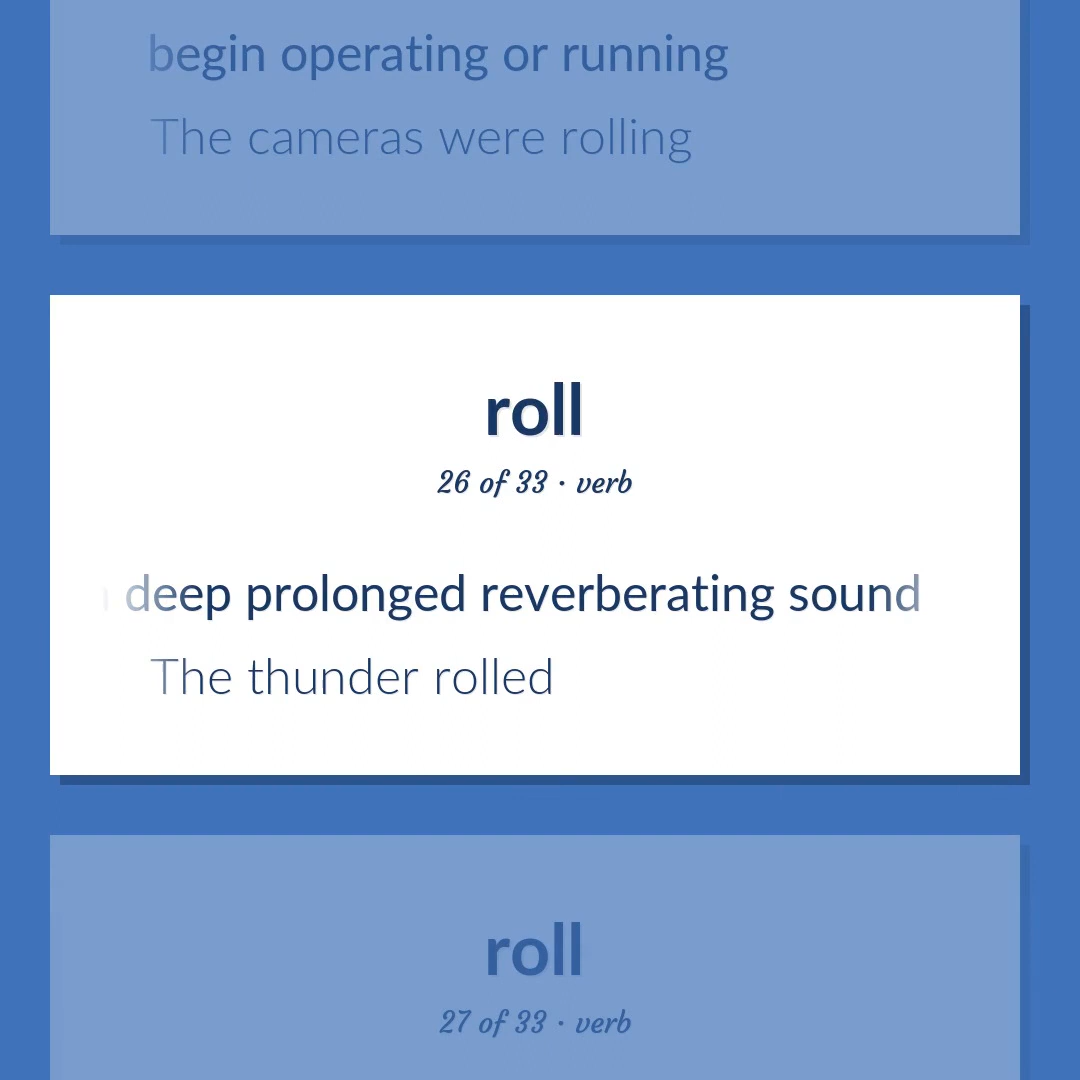 begin operating or running
The cameras were rolling
roll
26 of 33 · verb
deep prolonged reverberating sound
The thunder rolled
roll
27 of 33 · verb